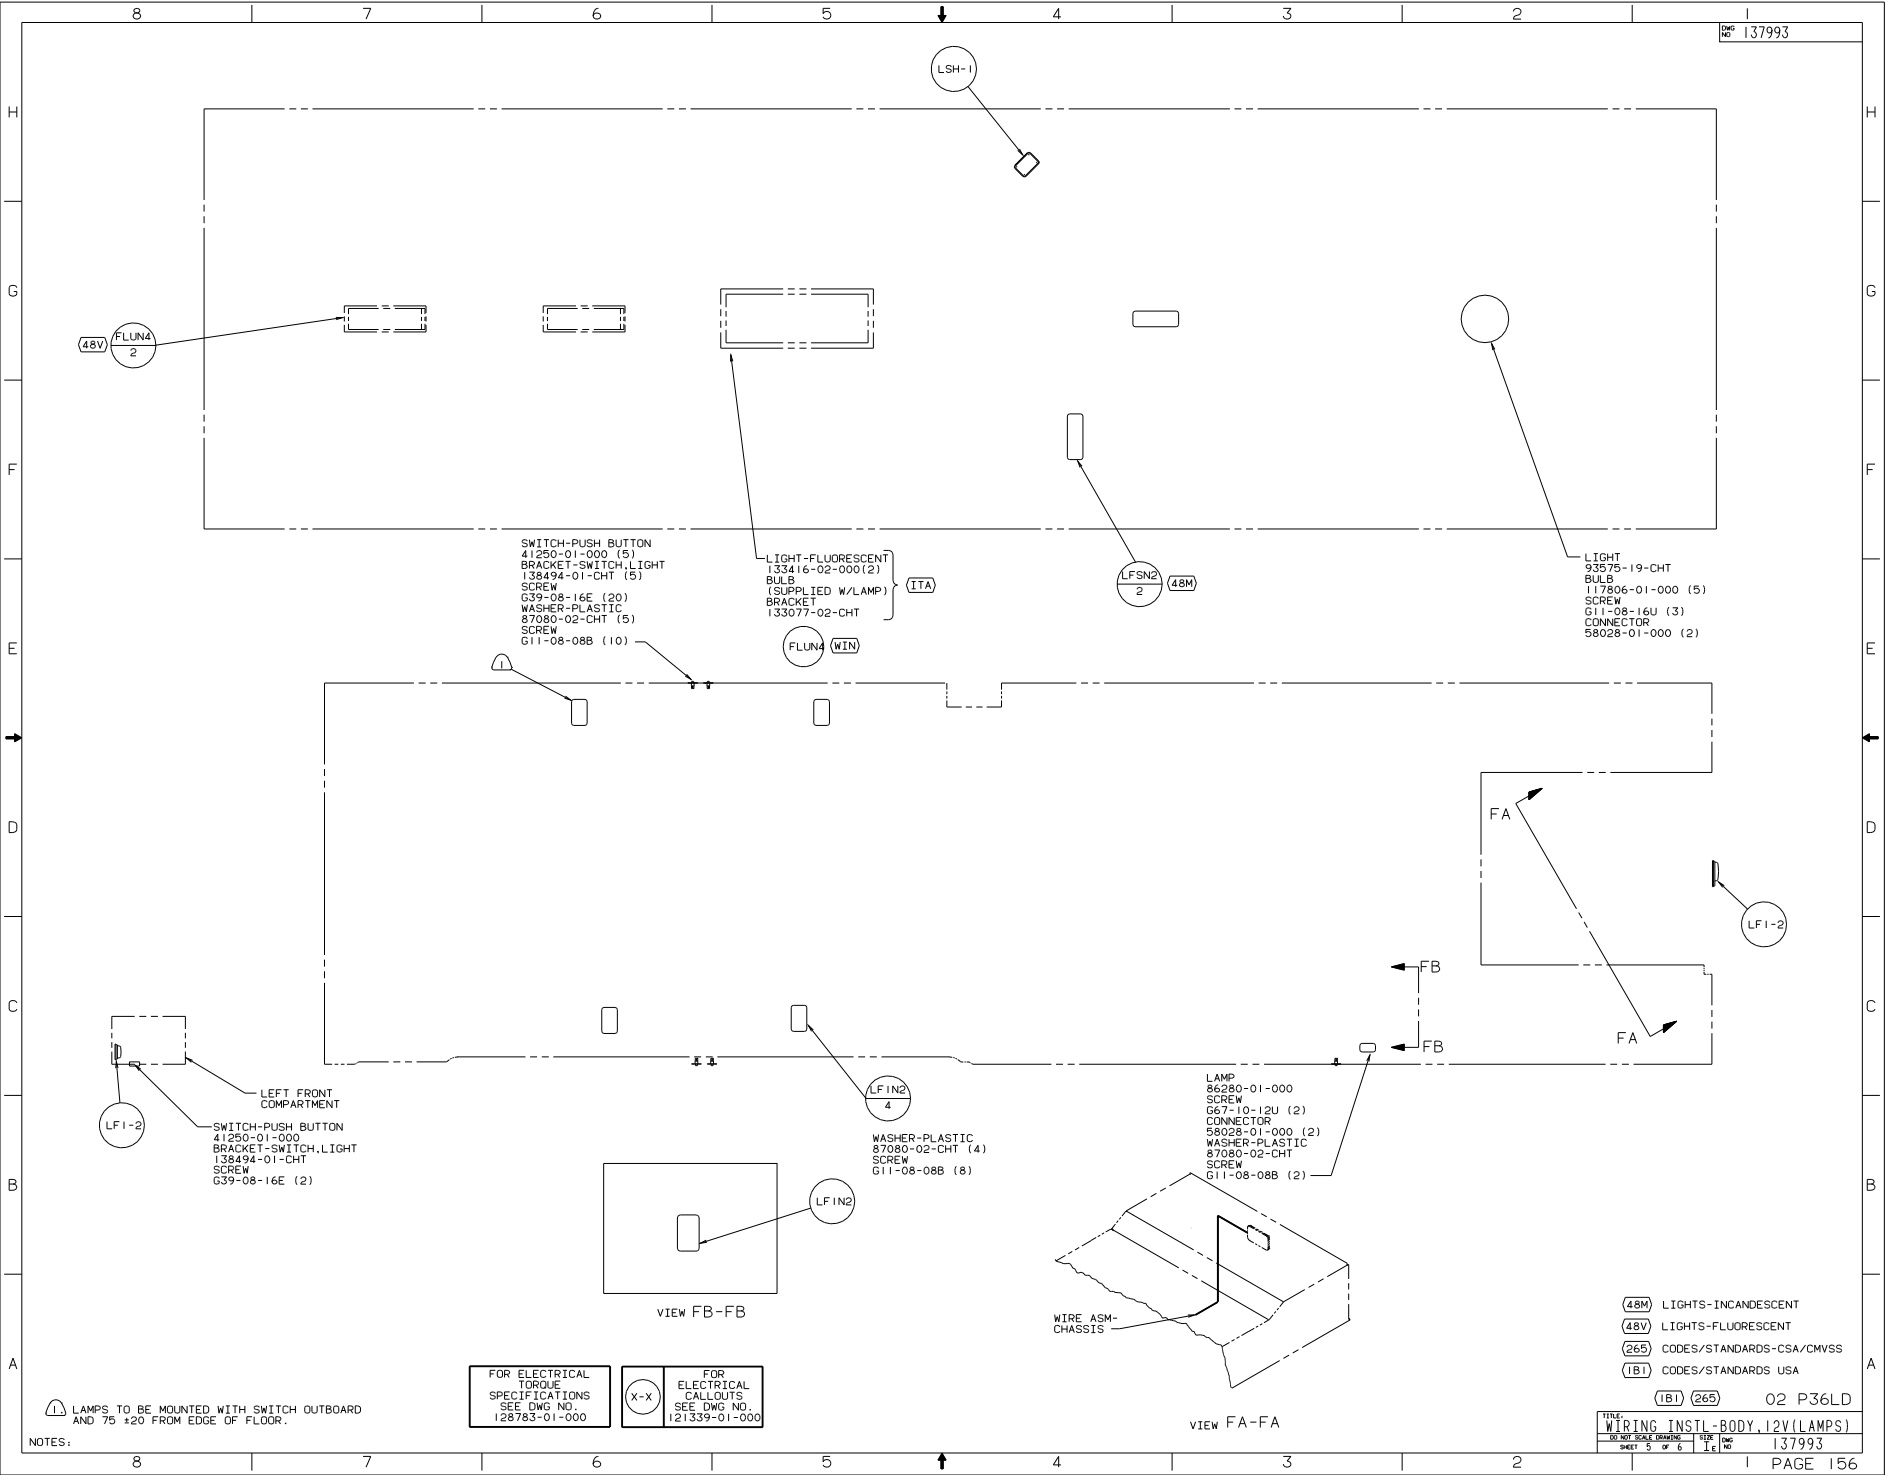 8 7 6 5 4 3 2 1
DWG NO 137993
LSH-1
H H
G G
48V FLUN4 2
F F
SWITCH-PUSH BUTTON
41250-01-000 (5)
BRACKET-SWITCH,LIGHT
138494-01-CHT (5)
SCREW
G39-08-16E (20)
WASHER-PLASTIC
87080-02-CHT (5)
SCREW
G11-08-08B (10)
LIGHT-FLUORESCENT
133416-02-000(2)
BULB
(SUPPLIED W/LAMP)
BRACKET
133077-02-CHT
1TA
FLUN4 WIN
LFSN2 2 48M
LIGHT
93575-19-CHT
BULB
117806-01-000 (5)
SCREW
G11-08-16U (3)
CONNECTOR
58028-01-000 (2)
E E
1
D D
FA
LF1-2
FB
C C
FA
FB
LEFT FRONT
COMPARTMENT
LF1-2
SWITCH-PUSH BUTTON
41250-01-000
BRACKET-SWITCH,LIGHT
138494-01-CHT
SCREW
G39-08-16E (2)
LF1N2 4
WASHER-PLASTIC
87080-02-CHT (4)
SCREW
G11-08-08B (8)
LAMP
86280-01-000
SCREW
G67-10-12U (2)
CONNECTOR
58028-01-000 (2)
WASHER-PLASTIC
87080-02-CHT
SCREW
G11-08-08B (2)
B B
LF1N2
VIEW FB-FB
WIRE ASM-
CHASSIS
VIEW FA-FA
A A
48M LIGHTS-INCANDESCENT
48V LIGHTS-FLUORESCENT
265 CODES/STANDARDS-CSA/CMVSS
1B1 CODES/STANDARDS USA
1B1 265 02 P36LD
FOR ELECTRICAL
TORQUE
SPECIFICATIONS
SEE DWG NO.
128783-01-000
X-X
FOR
ELECTRICAL
CALLOUTS
SEE DWG NO.
121339-01-000
1. LAMPS TO BE MOUNTED WITH SWITCH OUTBOARD
AND 75 ±20 FROM EDGE OF FLOOR.
NOTES:
TITLE:
WIRING INSTL-BODY,12V(LAMPS)
DO NOT SCALE DRAWING
SHEET 5 OF 6
SIZE IE
DWG NO 137993
8 7 6 5 4 3 2 1
PAGE 156